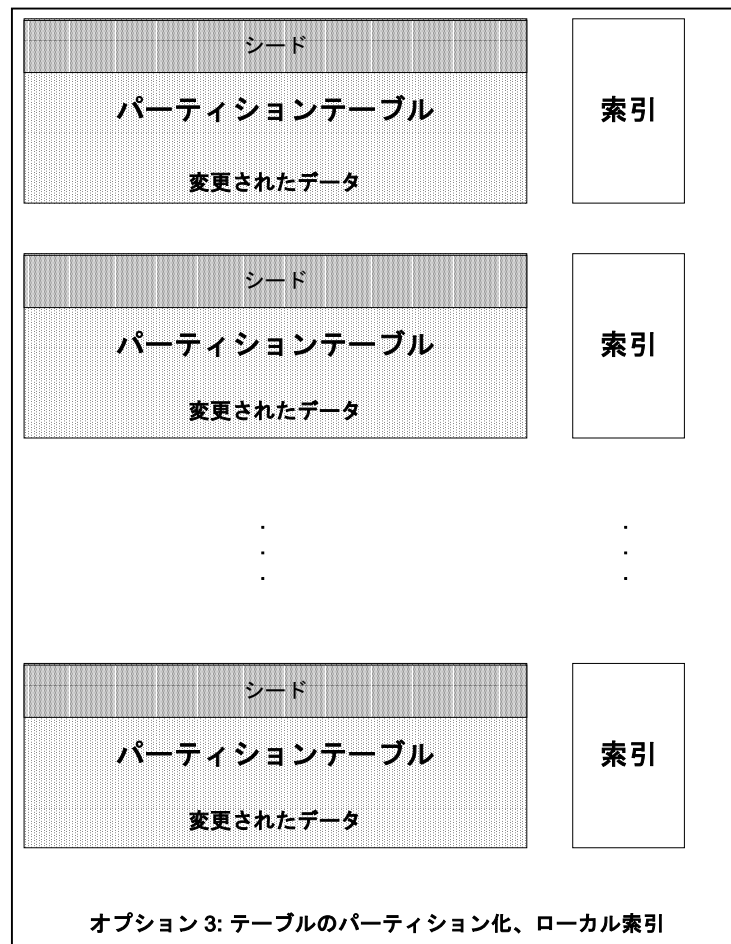 シード
パーティションテーブル
索引
変更されたデータ
シード
パーティションテーブル
索引
変更されたデータ
シード
パーティションテーブル
索引
変更されたデータ
オプション 3: テーブルのパーティション化、ローカル索引